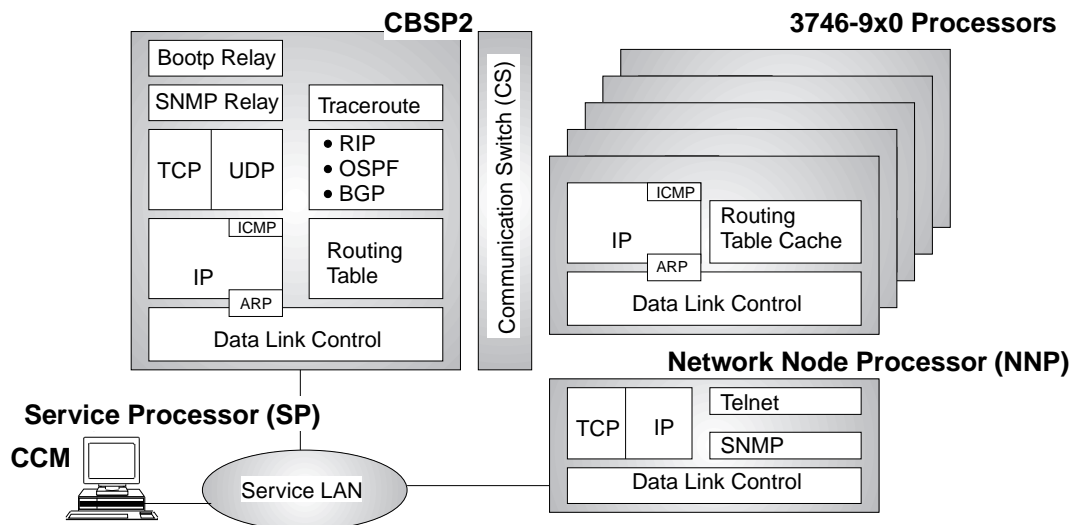 CBSP2
3746-9x0 Processors
Bootp Relay
SNMP Relay
Traceroute
TCP
UDP
• RIP
• OSPF
• BGP
ICMP
IP
ARP
Routing
Table
Data Link Control
Communication Switch (CS)
ICMP
IP
ARP
Routing
Table Cache
Data Link Control
Network Node Processor (NNP)
TCP
IP
Telnet
SNMP
Data Link Control
Service Processor (SP)
CCM
Service LAN